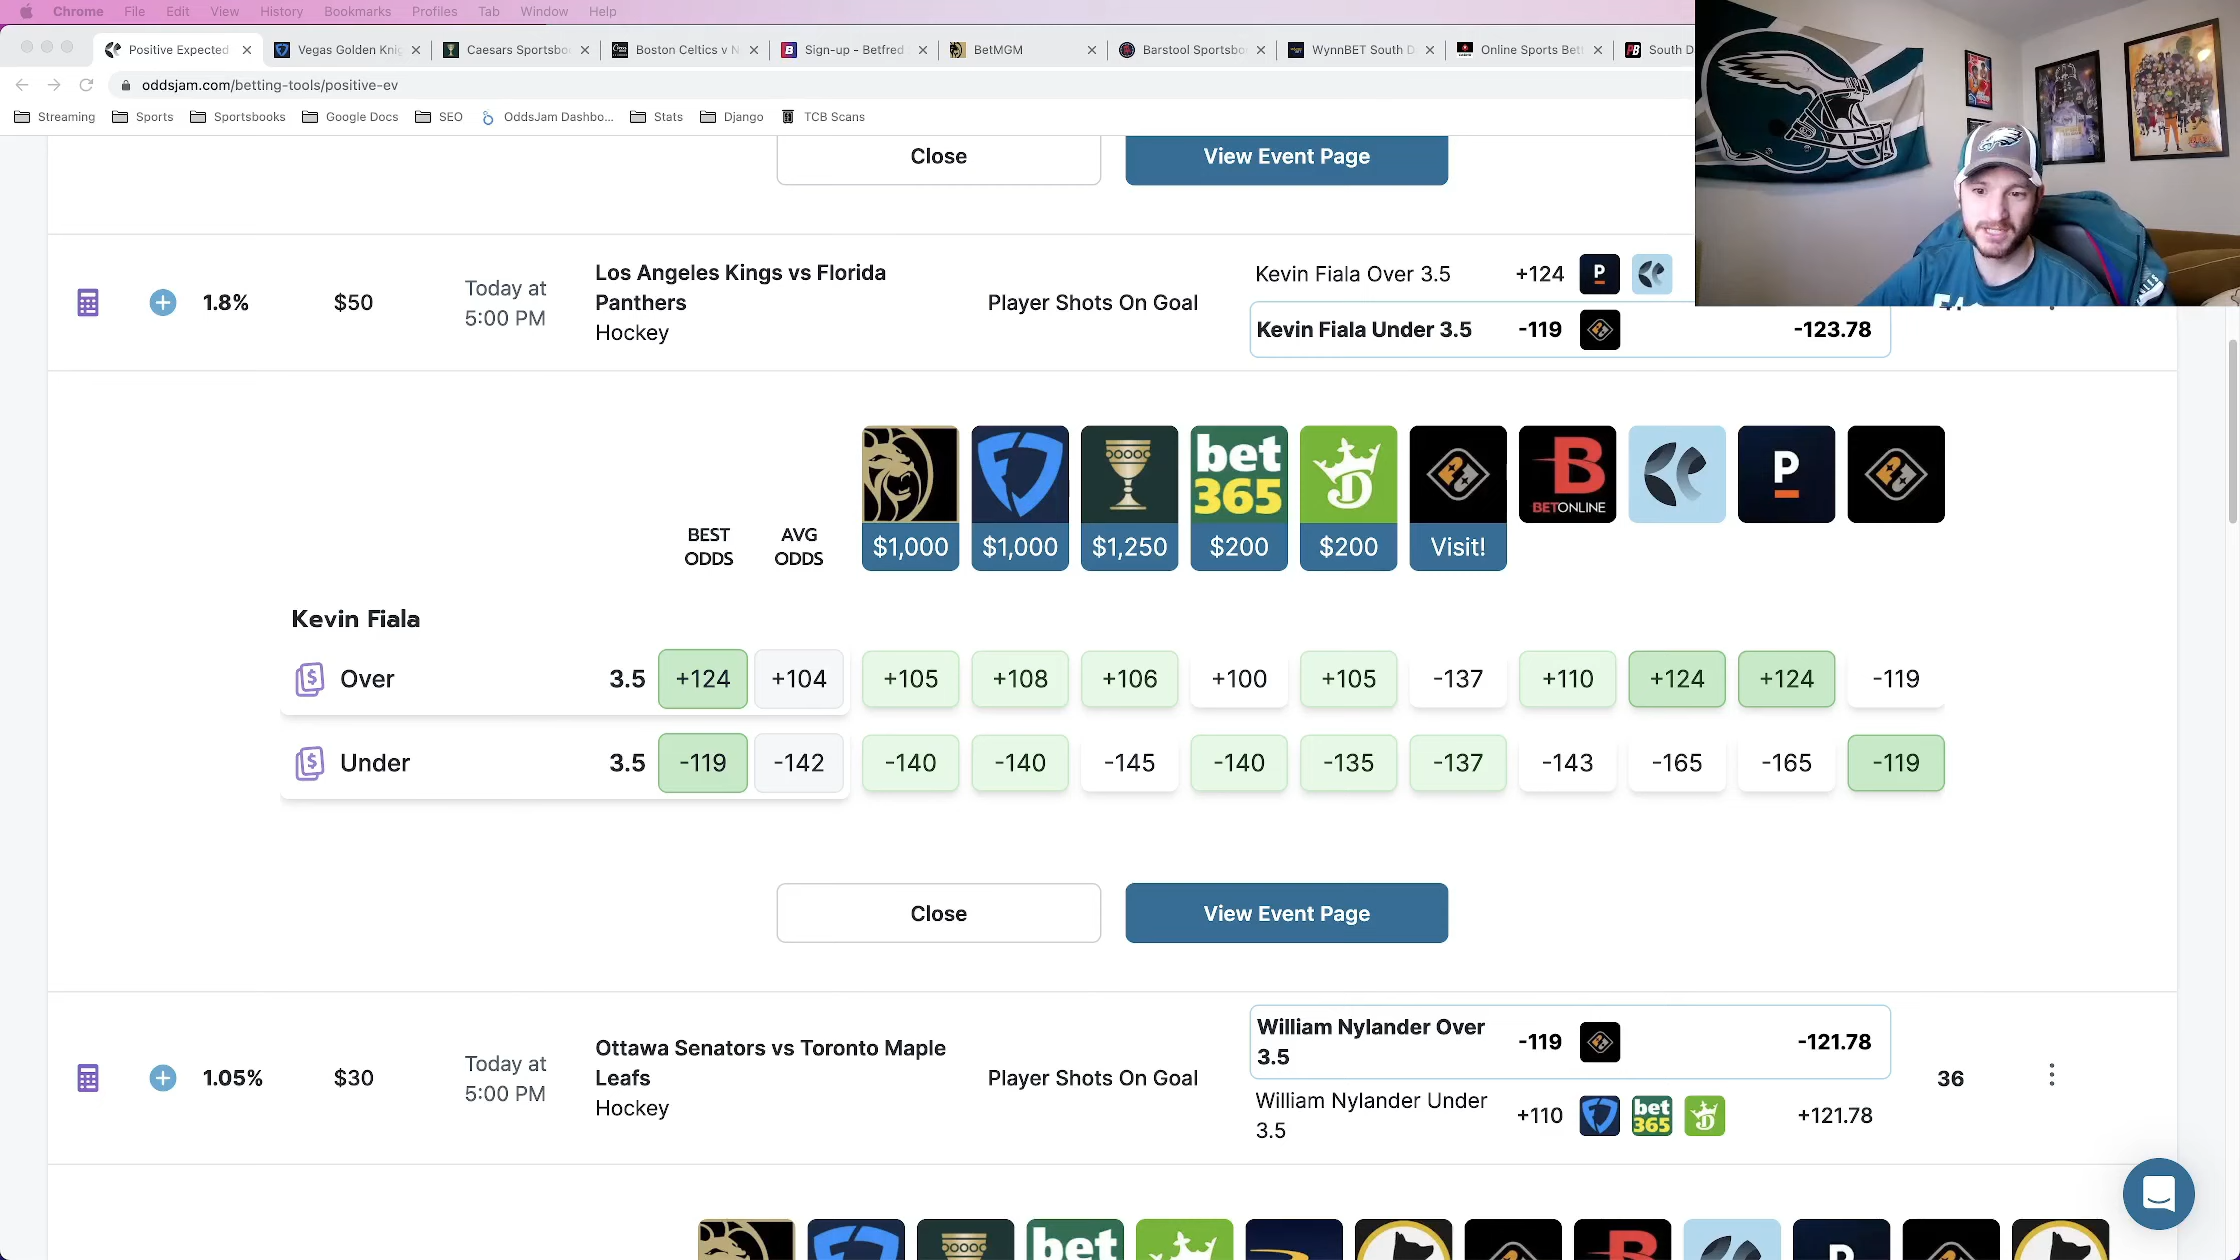 Chrome File Edit View History Bookmarks Profiles Tab Window Help
Positive Expected Vegas Golden Knig Caesars Sportsboo Boston Celtics v N Sign-up - Betfred BetMGM Barstool Sportsbo WynnBET South D Online Sports Bett South D
oddsjam.com/betting-tools/positive-ev
Streaming Sports Sportsbooks Google Docs SEO OddsJam Dashbo... Stats Django TCB Scans
Close View Event Page
1.8% $50 Today at 5:00 PM
Los Angeles Kings vs Florida
Panthers
Hockey
Player Shots On Goal
Kevin Fiala Over 3.5 +124 P
Kevin Fiala Under 3.5 -119 -123.78
bet 365 BETONLINE P
BEST ODDS AVG ODDS $1,000 $1,000 $1,250 $200 $200 Visit!
Kevin Fiala
Over 3.5 +124 +104 +105 +108 +106 +100 +105 -137 +110 +124 +124 -119
Under 3.5 -119 -142 -140 -140 -145 -140 -135 -137 -143 -165 -165 -119
Close View Event Page
1.05% $30 Today at 5:00 PM
Ottawa Senators vs Toronto Maple
Leafs
Hockey
Player Shots On Goal
William Nylander Over
3.5
-119 -121.78
William Nylander Under
3.5
+110 bet 365 +121.78
36
bet